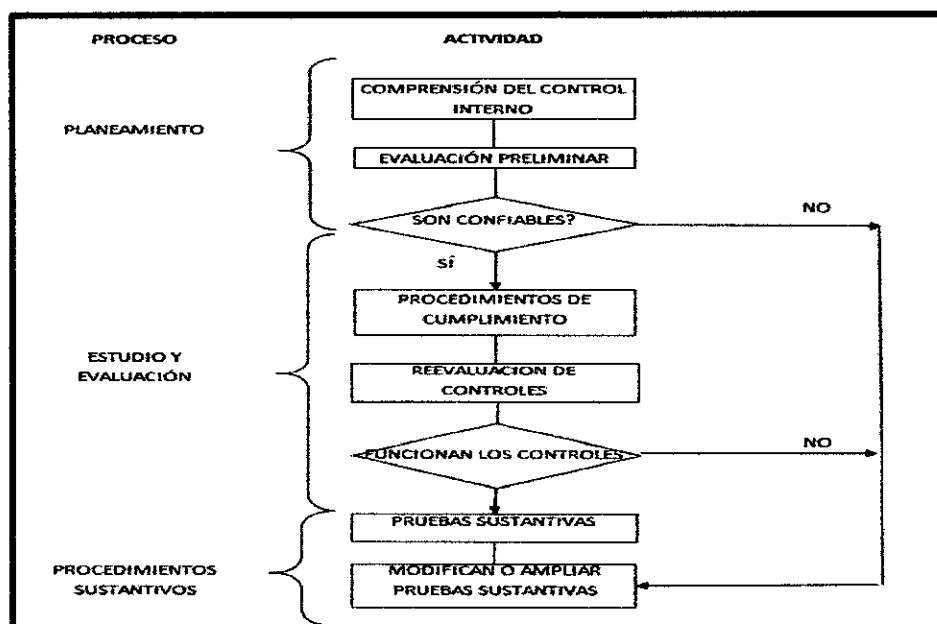 PROCESO
ACTIVIDAD
COMPRENSIÓN DEL CONTROL
INTERNO
PLANEAMIENTO
EVALUACIÓN PRELIMINAR
SON CONFIABLES?
NO
SÍ
PROCEDIMIENTOS DE
CUMPLIMIENTO
ESTUDIO Y
EVALUACIÓN
REEVALUACION DE
CONTROLES
FUNCIONAN LOS CONTROLES
NO
PRUEBAS SUSTANTIVAS
PROCEDIMIENTOS
SUSTANTIVOS
MODIFICAN O AMPLIAR
PRUEBAS SUSTANTIVAS